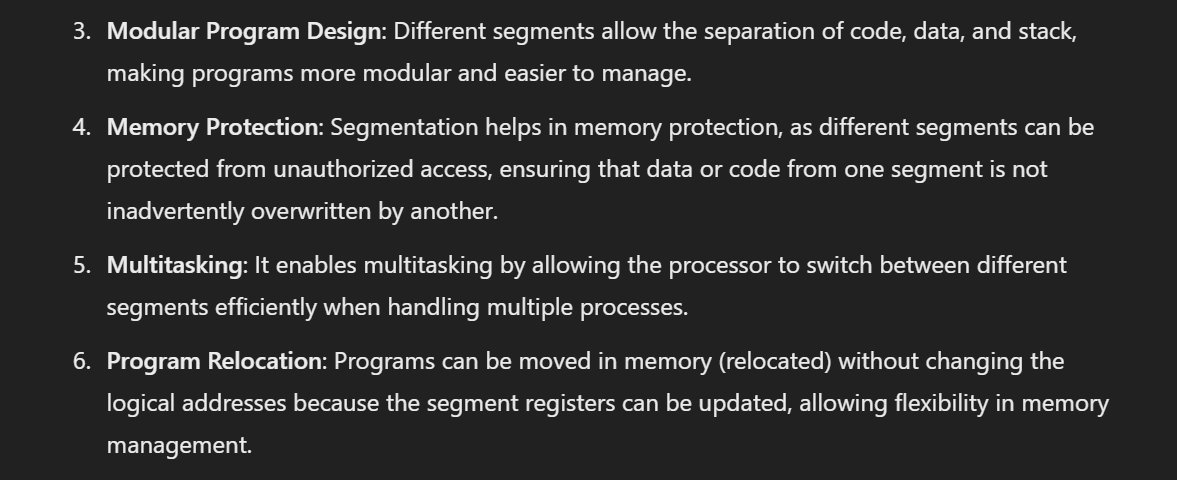 3. Modular Program Design: Different segments allow the separation of code, data, and stack,
making programs more modular and easier to manage.
4. Memory Protection: Segmentation helps in memory protection, as different segments can be
protected from unauthorized access, ensuring that data or code from one segment is not
inadvertently overwritten by another.
5. Multitasking: It enables multitasking by allowing the processor to switch between different
segments efficiently when handling multiple processes.
6. Program Relocation: Programs can be moved in memory (relocated) without changing the
logical addresses because the segment registers can be updated, allowing flexibility in memory
management.